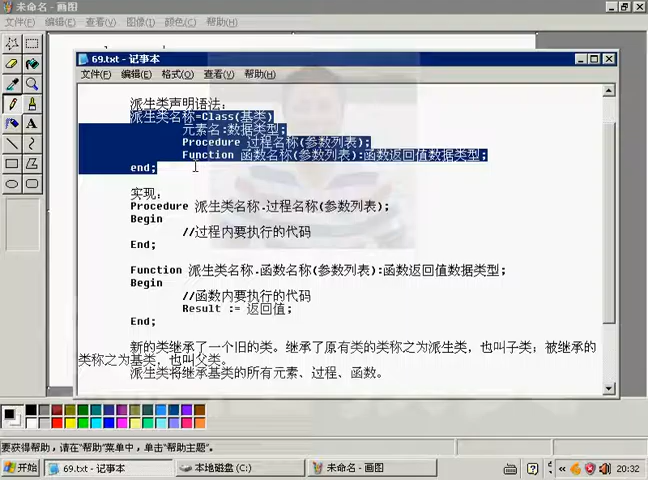 未命名 - 画图
文件(F) 编辑(E) 查看(V) 图像(I) 颜色(C) 帮助(H)
69.txt - 记事本
文件(F) 编辑(E) 格式(O) 查看(V) 帮助(H)
派生类声明语法:
派生类名称=Class(基类)
元素名:数据类型;
Procedure 过程名称(参数列表);
Function 函数名称(参数列表):函数返回值数据类型;
end;
实现:
Procedure 派生类名称.过程名称(参数列表);
Begin
//过程内要执行的代码
End;
Function 派生类名称.函数名称(参数列表):函数返回值数据类型;
Begin
//函数内要执行的代码
Result := 返回值;
End;
新的类继承了一个旧的类。继承了原有类的类称之为派生类，也叫子类；被继承的
类称之为基类，也叫父类。
派生类将继承基类的所有元素、过程、函数。
要获得帮助，请在“帮助”菜单中，单击“帮助主题”。
开始 69.txt - 记事本 本地磁盘 (C:) 未命名 - 画图 20:32